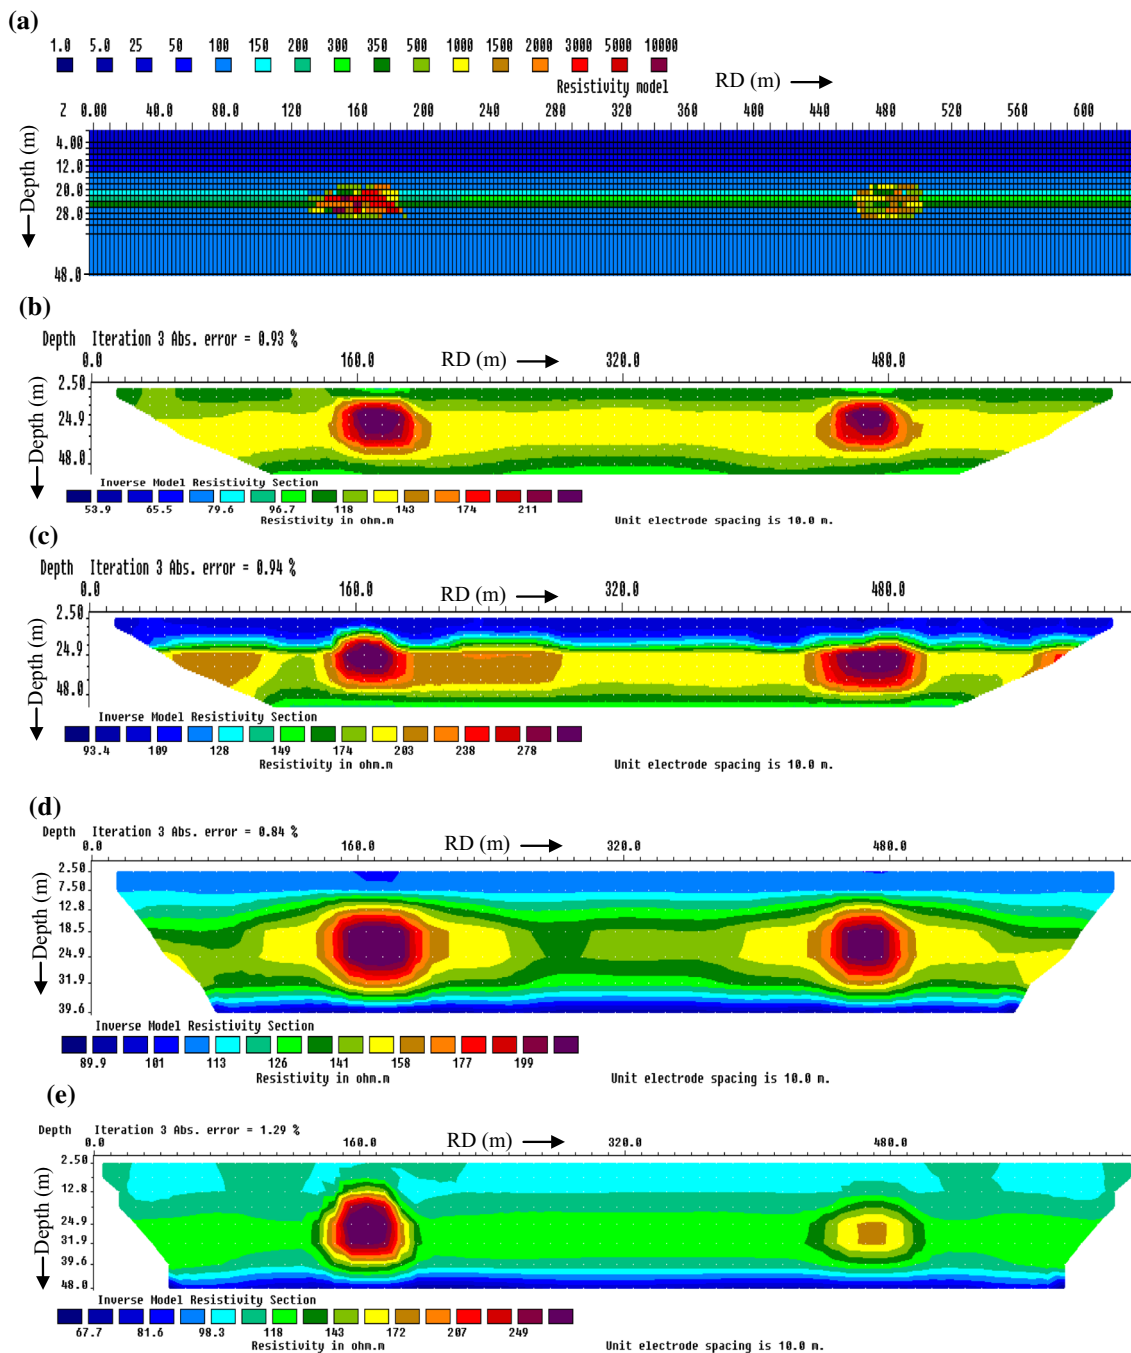 (a)
1.0 5.0 25 50 100 150 200 300 350 500 1000 1500 2000 3000 5000 10000
Resistivity model RD (m)
Z 0.00 40.0 80.0 120 160 200 240 280 320 360 400 440 480 520 560 600
Depth (m)
4.00
12.0
20.0
28.0
48.0
(b)
Depth Iteration 3 Abs. error = 0.93 %
0.0 160.0 RD (m) 320.0 480.0
Depth (m)
2.50
24.9
48.0
Inverse Model Resistivity Section
53.9 65.5 79.6 96.7 118 143 174 211
Resistivity in ohm.m Unit electrode spacing is 10.0 m.
(c)
Depth Iteration 3 Abs. error = 0.94 %
0.0 160.0 RD (m) 320.0 480.0
Depth (m)
2.50
24.9
48.0
Inverse Model Resistivity Section
93.4 109 128 149 174 203 238 278
Resistivity in ohm.m Unit electrode spacing is 10.0 m.
(d)
Depth Iteration 3 Abs. error = 0.84 %
0.0 160.0 RD (m) 320.0 480.0
Depth (m)
2.50
7.50
12.8
18.5
24.9
31.9
39.6
Inverse Model Resistivity Section
89.9 101 113 126 141 158 177 199
Resistivity in ohm.m Unit electrode spacing is 10.0 m.
(e)
Depth Iteration 3 Abs. error = 1.29 %
0.0 160.0 RD (m) 320.0 480.0
Depth (m)
2.50
12.8
24.9
31.9
39.6
48.0
Inverse Model Resistivity Section
67.7 81.6 98.3 118 143 172 207 249
Resistivity in ohm.m Unit electrode spacing is 10.0 m.